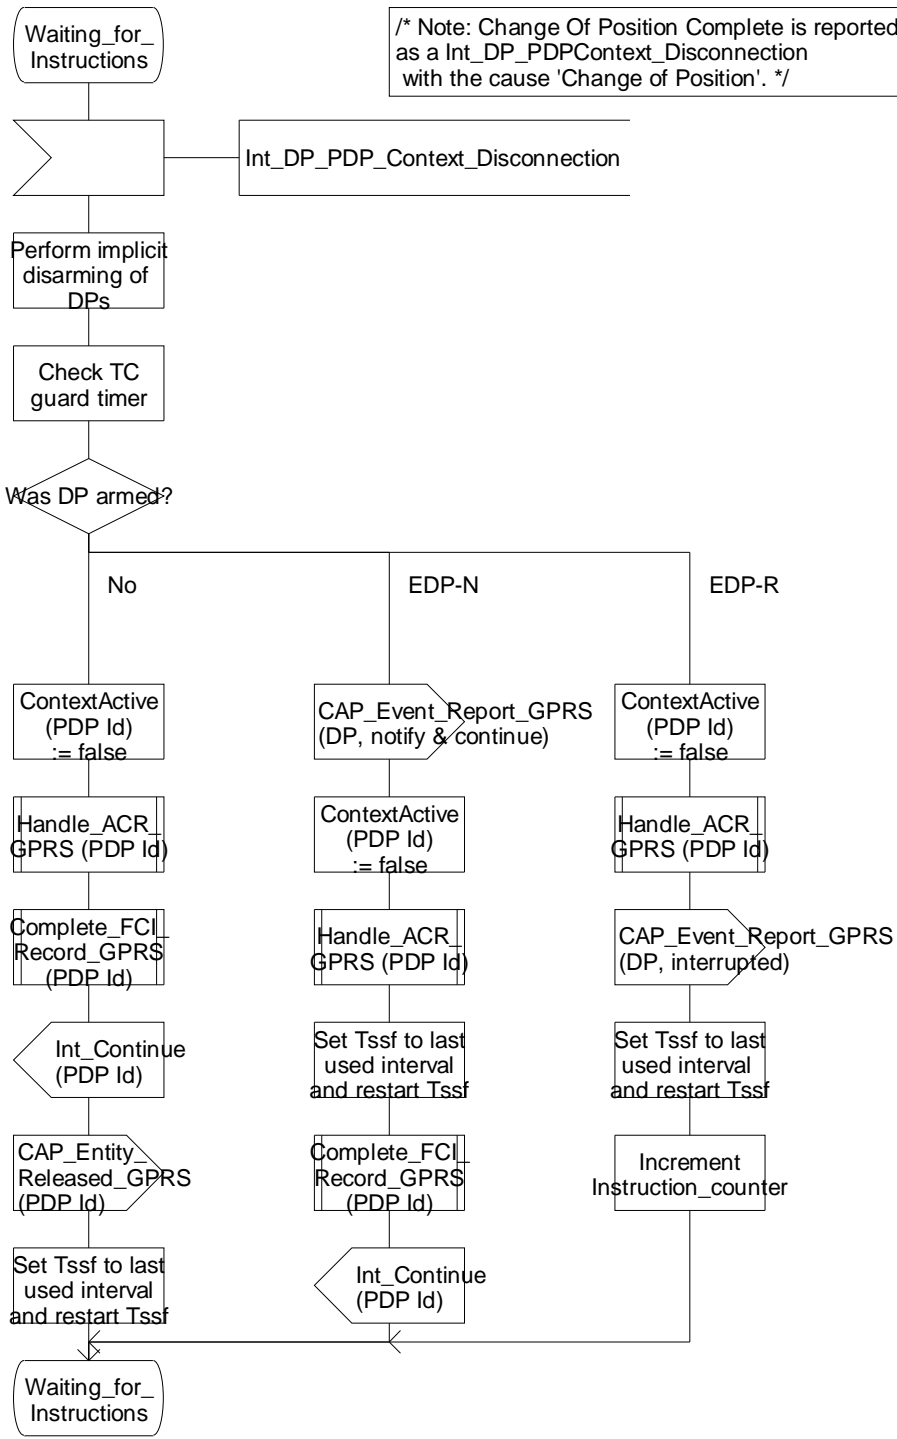 Waiting_for_
Instructions
/* Note: Change Of Position Complete is reported
as a Int_DP_PDPContext_Disconnection
with the cause 'Change of Position'. */
Int_DP_PDP_Context_Disconnection
Perform implicit
disarming of
DPs
Check TC
guard timer
Was DP armed?
No
EDP-N
EDP-R
ContextActive
(PDP Id)
:= false
Handle_ACR_
GPRS (PDP Id)
Complete_FCI_
Record_GPRS
(PDP Id)
Int_Continue
(PDP Id)
CAP_Entity_
Released_GPRS
(PDP Id)
Set Tssf to last
used interval
and restart Tssf
CAP_Event_Report_GPRS
(DP, notify & continue)
ContextActive
(PDP Id)
:= false
Handle_ACR_
GPRS (PDP Id)
Set Tssf to last
used interval
and restart Tssf
Complete_FCI_
Record_GPRS
(PDP Id)
Int_Continue
(PDP Id)
ContextActive
(PDP Id)
:= false
Handle_ACR_
GPRS (PDP Id)
CAP_Event_Report_GPRS
(DP, interrupted)
Set Tssf to last
used interval
and restart Tssf
Increment
Instruction_counter
Waiting_for_
Instructions